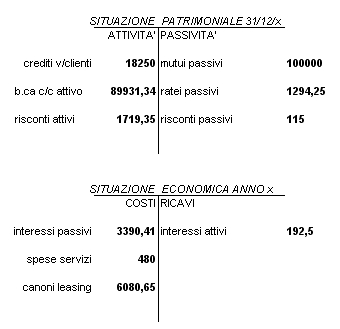 SITUAZIONE PATRIMONIALE 31/12/x
ATTIVITA' PASSIVITA'
crediti v/clienti 18250 mutui passivi 100000
b.ca c/c attivo 89931,34 ratei passivi 1294,25
risconti attivi 1719,35 risconti passivi 115
SITUAZIONE ECONOMICA ANNO x
COSTI RICAVI
interessi passivi 3390,41 interessi attivi 192,5
spese servizi 480
canoni leasing 6080,65